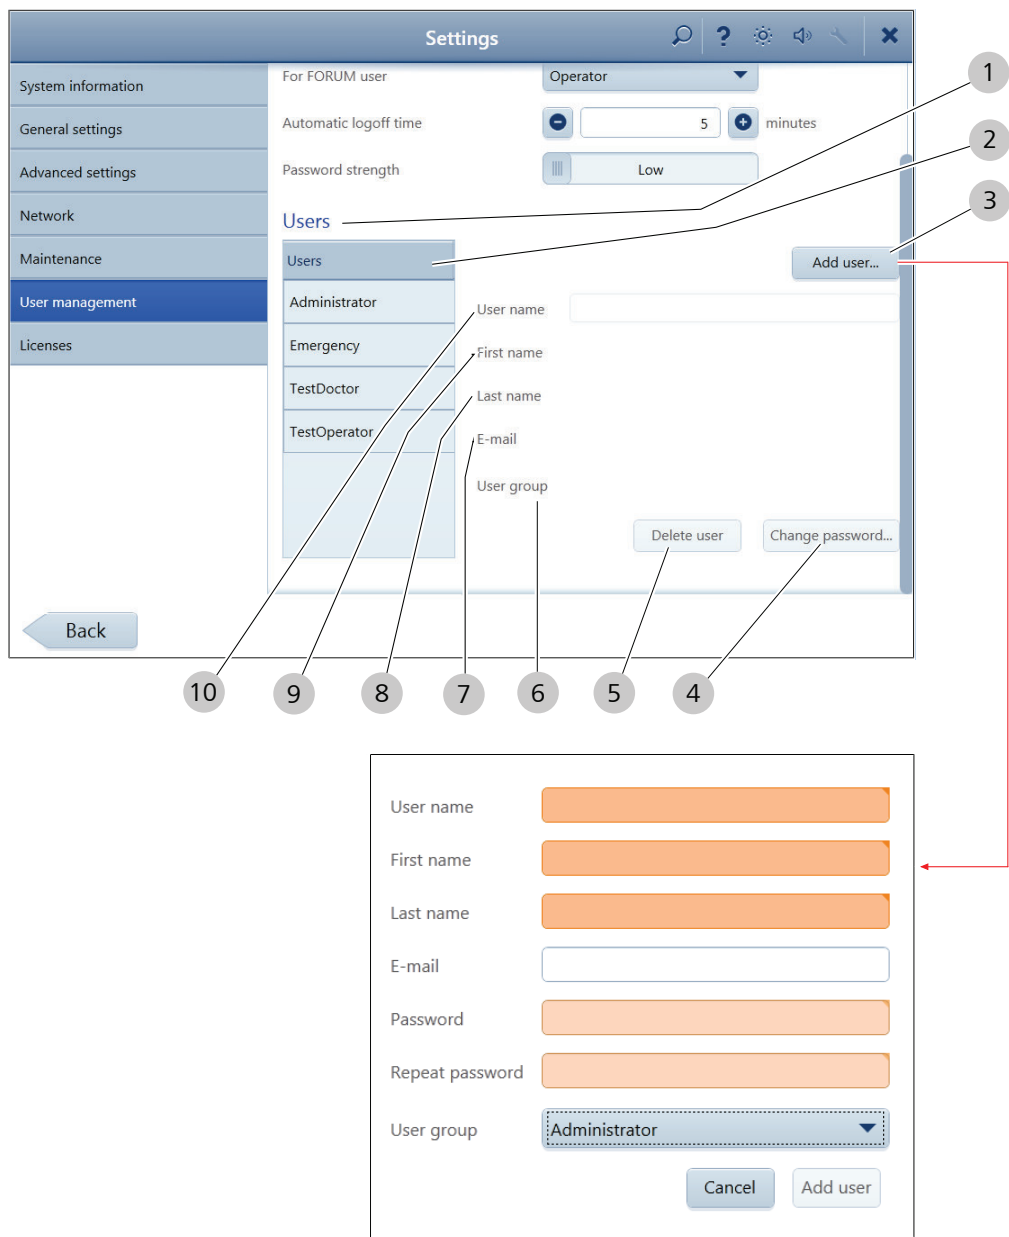 Settings
?
System information
General settings
Advanced settings
Network
Maintenance
User management
Licenses
For FORUM user
Operator
Automatic logoff time
5
minutes
Password strength
Low
Users
Users
Administrator
Emergency
TestDoctor
TestOperator
Add user...
User name
First name
Last name
E-mail
User group
Delete user
Change password...
Back
1
2
3
10
9
8
7
6
5
4
User name
First name
Last name
E-mail
Password
Repeat password
User group
Administrator
Cancel
Add user